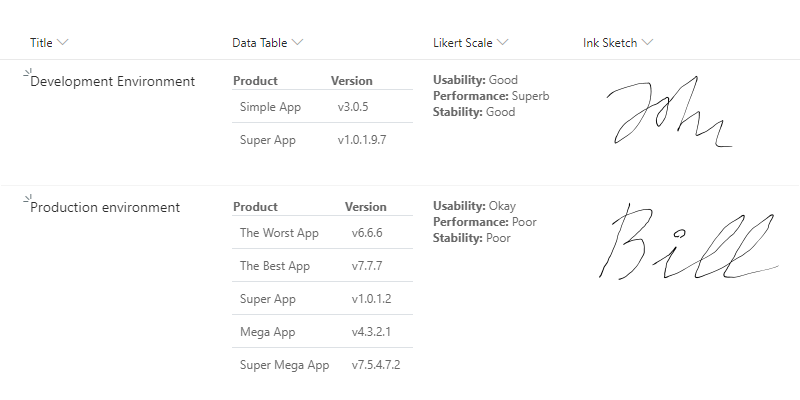 Title Data Table Likert Scale Ink Sketch
Development Environment
Product Version
Simple App v3.0.5
Super App v1.0.1.9.7
Usability: Good
Performance: Superb
Stability: Good
John
Production environment
Product Version
The Worst App v6.6.6
The Best App v7.7.7
Super App v1.0.1.2
Mega App v4.3.2.1
Super Mega App v7.5.4.7.2
Usability: Okay
Performance: Poor
Stability: Poor
Bill